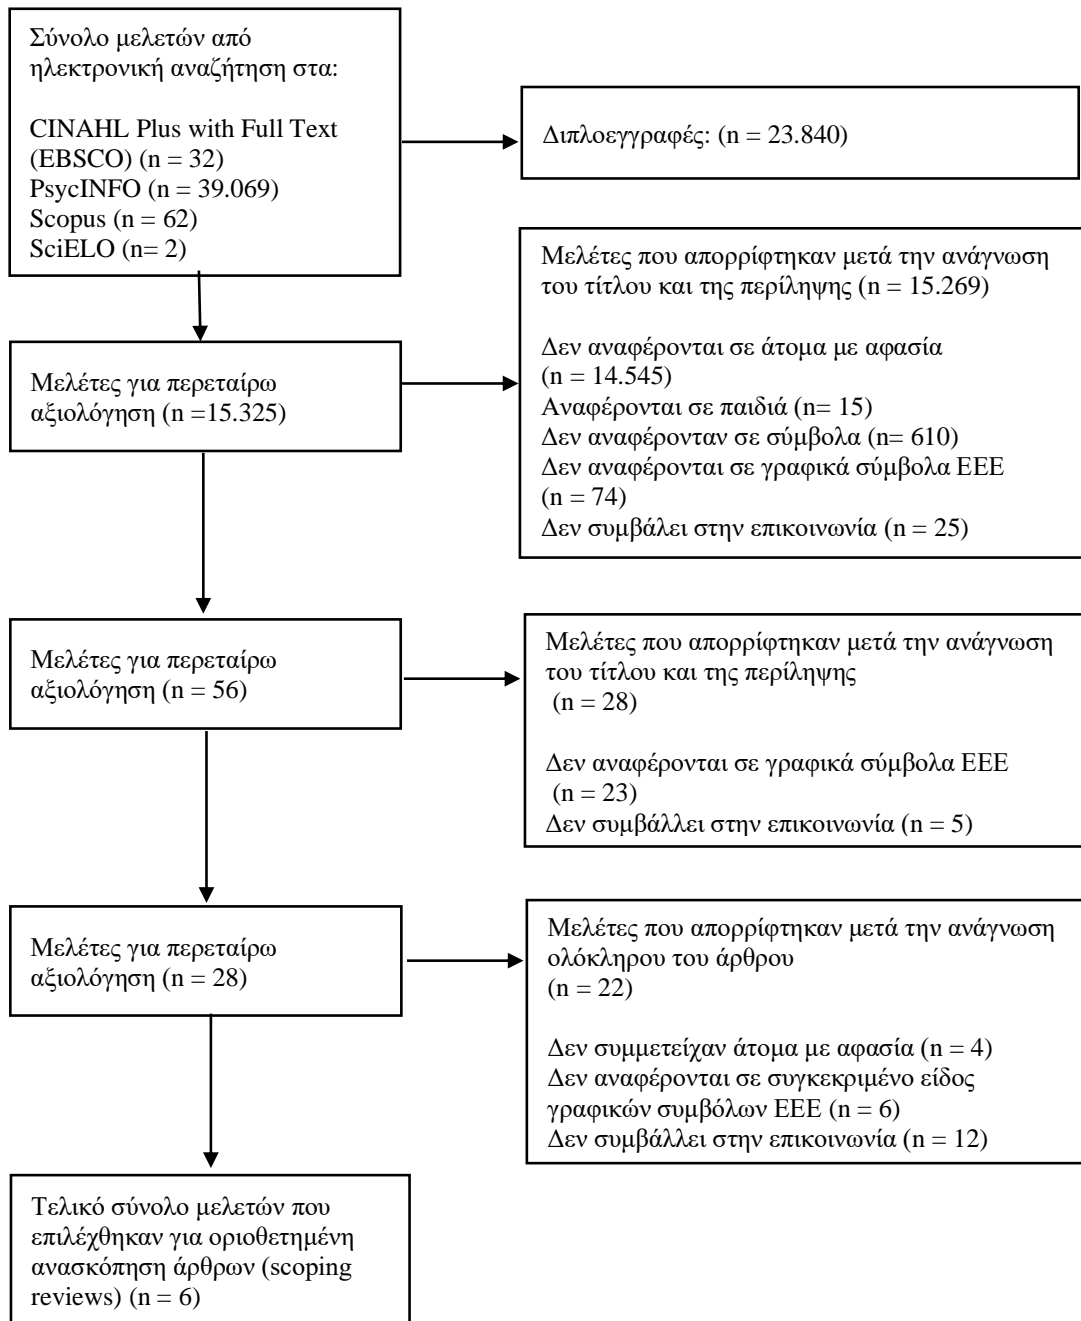 Σύνολο μελετών από
ηλεκτρονική αναζήτηση στα:
CINAHL Plus with Full Text
(EBSCO) (n = 32)
PsycINFO (n = 39.069)
Scopus (n = 62)
SciELO (n= 2)
Διπλοεγγραφές: (n = 23.840)
Μελέτες για περεταίρω
αξιολόγηση (n =15.325)
Μελέτες που απορρίφτηκαν μετά την ανάγνωση
του τίτλου και της περίληψης (n = 15.269)
Δεν αναφέρονται σε άτομα με αφασία
(n = 14.545)
Αναφέρονται σε παιδιά (n= 15)
Δεν αναφέρονταν σε σύμβολα (n= 610)
Δεν αναφέρονται σε γραφικά σύμβολα ΕΕΕ
(n = 74)
Δεν συμβάλει στην επικοινωνία (n = 25)
Μελέτες για περεταίρω
αξιολόγηση (n = 56)
Μελέτες που απορρίφτηκαν μετά την ανάγνωση
του τίτλου και της περίληψης
(n = 28)
Δεν αναφέρονται σε γραφικά σύμβολα ΕΕΕ
(n = 23)
Δεν συμβάλλει στην επικοινωνία (n = 5)
Μελέτες για περεταίρω
αξιολόγηση (n = 28)
Μελέτες που απορρίφτηκαν μετά την ανάγνωση
ολόκληρου του άρθρου
(n = 22)
Δεν συμμετείχαν άτομα με αφασία (n = 4)
Δεν αναφέρονται σε συγκεκριμένο είδος
γραφικών συμβόλων ΕΕΕ (n = 6)
Δεν συμβάλλει στην επικοινωνία (n = 12)
Τελικό σύνολο μελετών που
επιλέχθηκαν για οριοθετημένη
ανασκόπηση άρθρων (scoping
reviews) (n = 6)